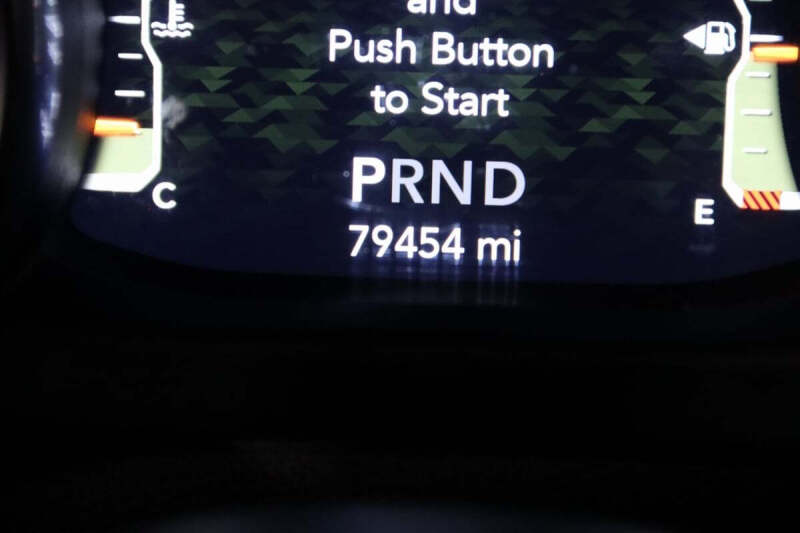 and
Push Button
to Start
PRND
C
E
79454 mi